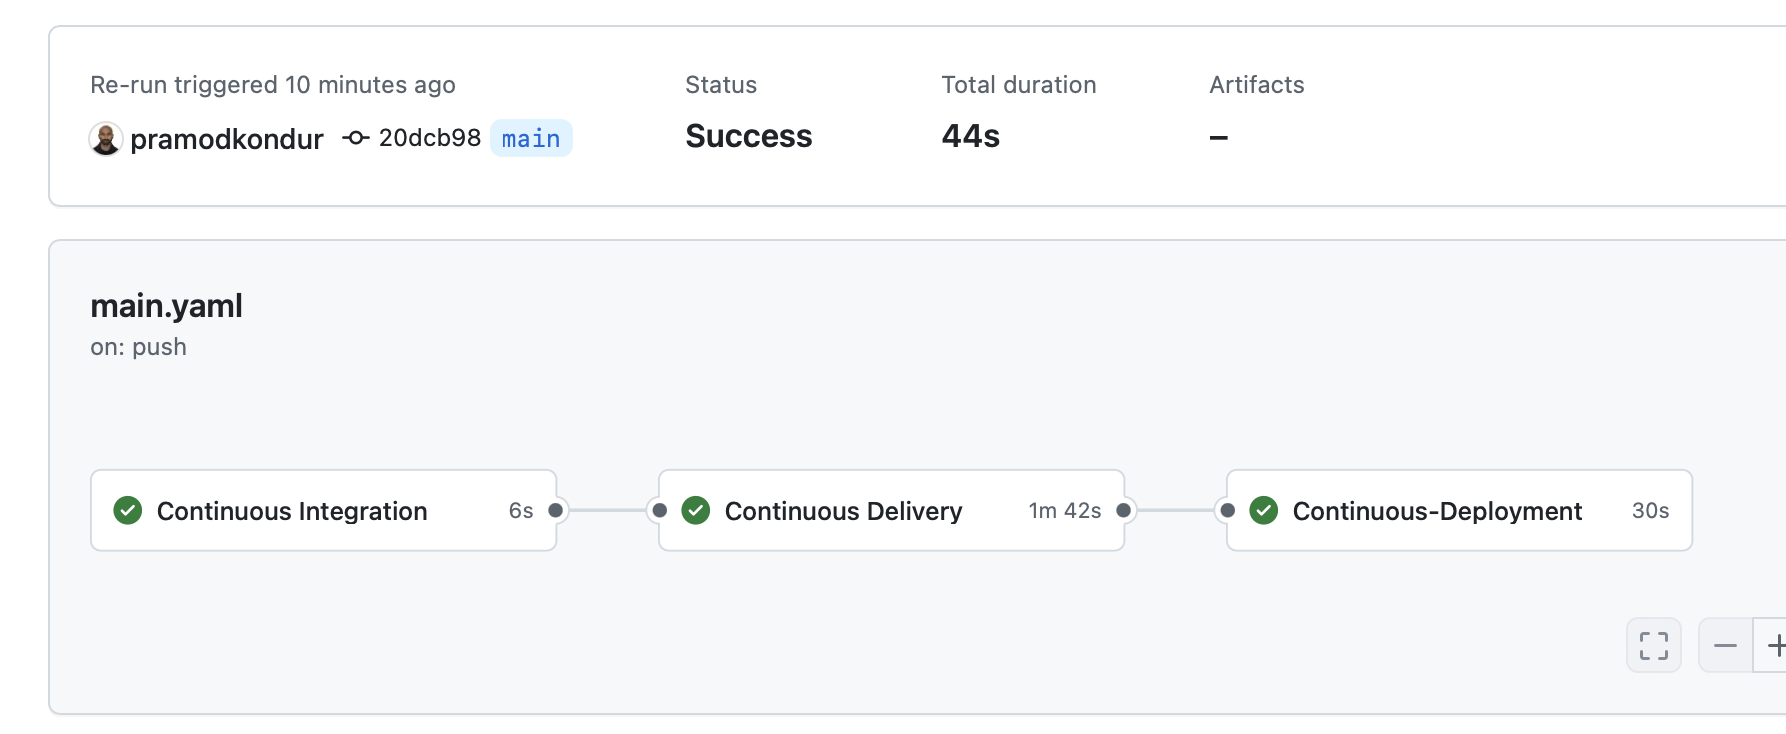 Re-run triggered 10 minutes ago
pramodkondur 20dcb98 main
Status
Success
Total duration
44s
Artifacts
–
main.yaml
on: push
Continuous Integration 6s
Continuous Delivery 1m 42s
Continuous-Deployment 30s